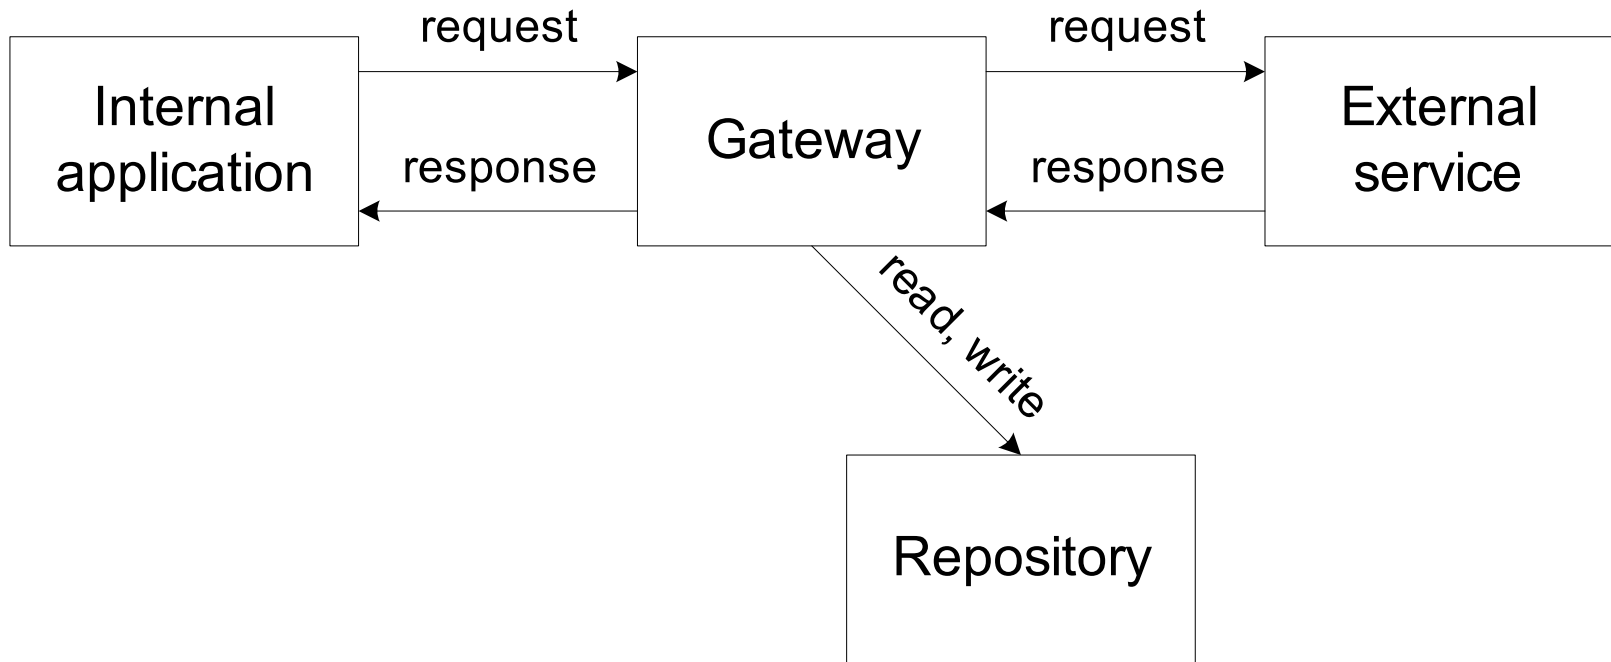 request
request
Internal
application
Gateway
External
service
response
response
read, write
Repository